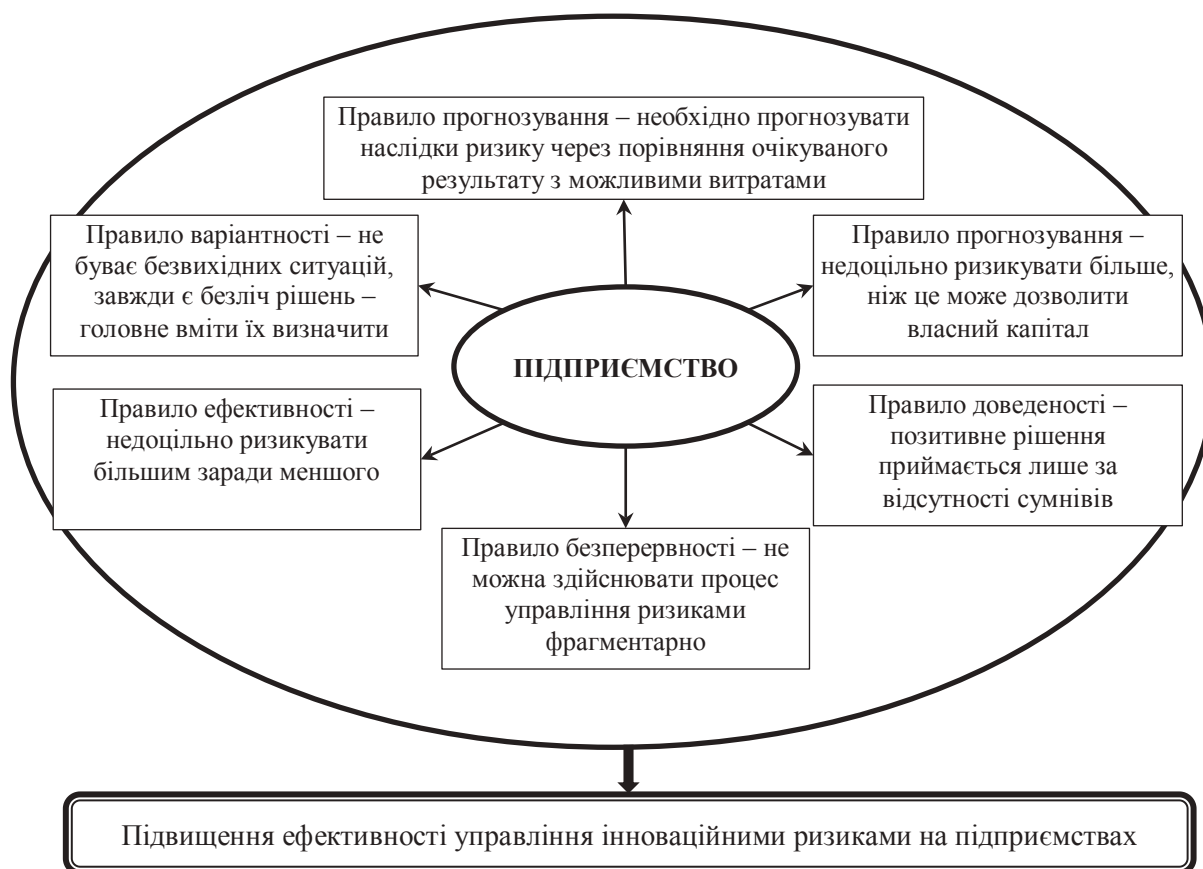 Правило прогнозування – необхідно прогнозувати
наслідки ризику через порівняння очікуваного
результату з можливими витратами
Правило варіантності – не
буває безвихідних ситуацій,
завжди є безліч рішень –
головне вміти їх визначити
Правило прогнозування –
недоцільно ризикувати більше,
ніж це може дозволити
власний капітал
ПІДПРИЄМСТВО
Правило ефективності –
недоцільно ризикувати
більшим заради меншого
Правило доведеності –
позитивне рішення
приймається лише за
відсутності сумнівів
Правило безперервності – не
можна здійснювати процес
управління ризиками
фрагментарно
Підвищення ефективності управління інноваційними ризиками на підприємствах